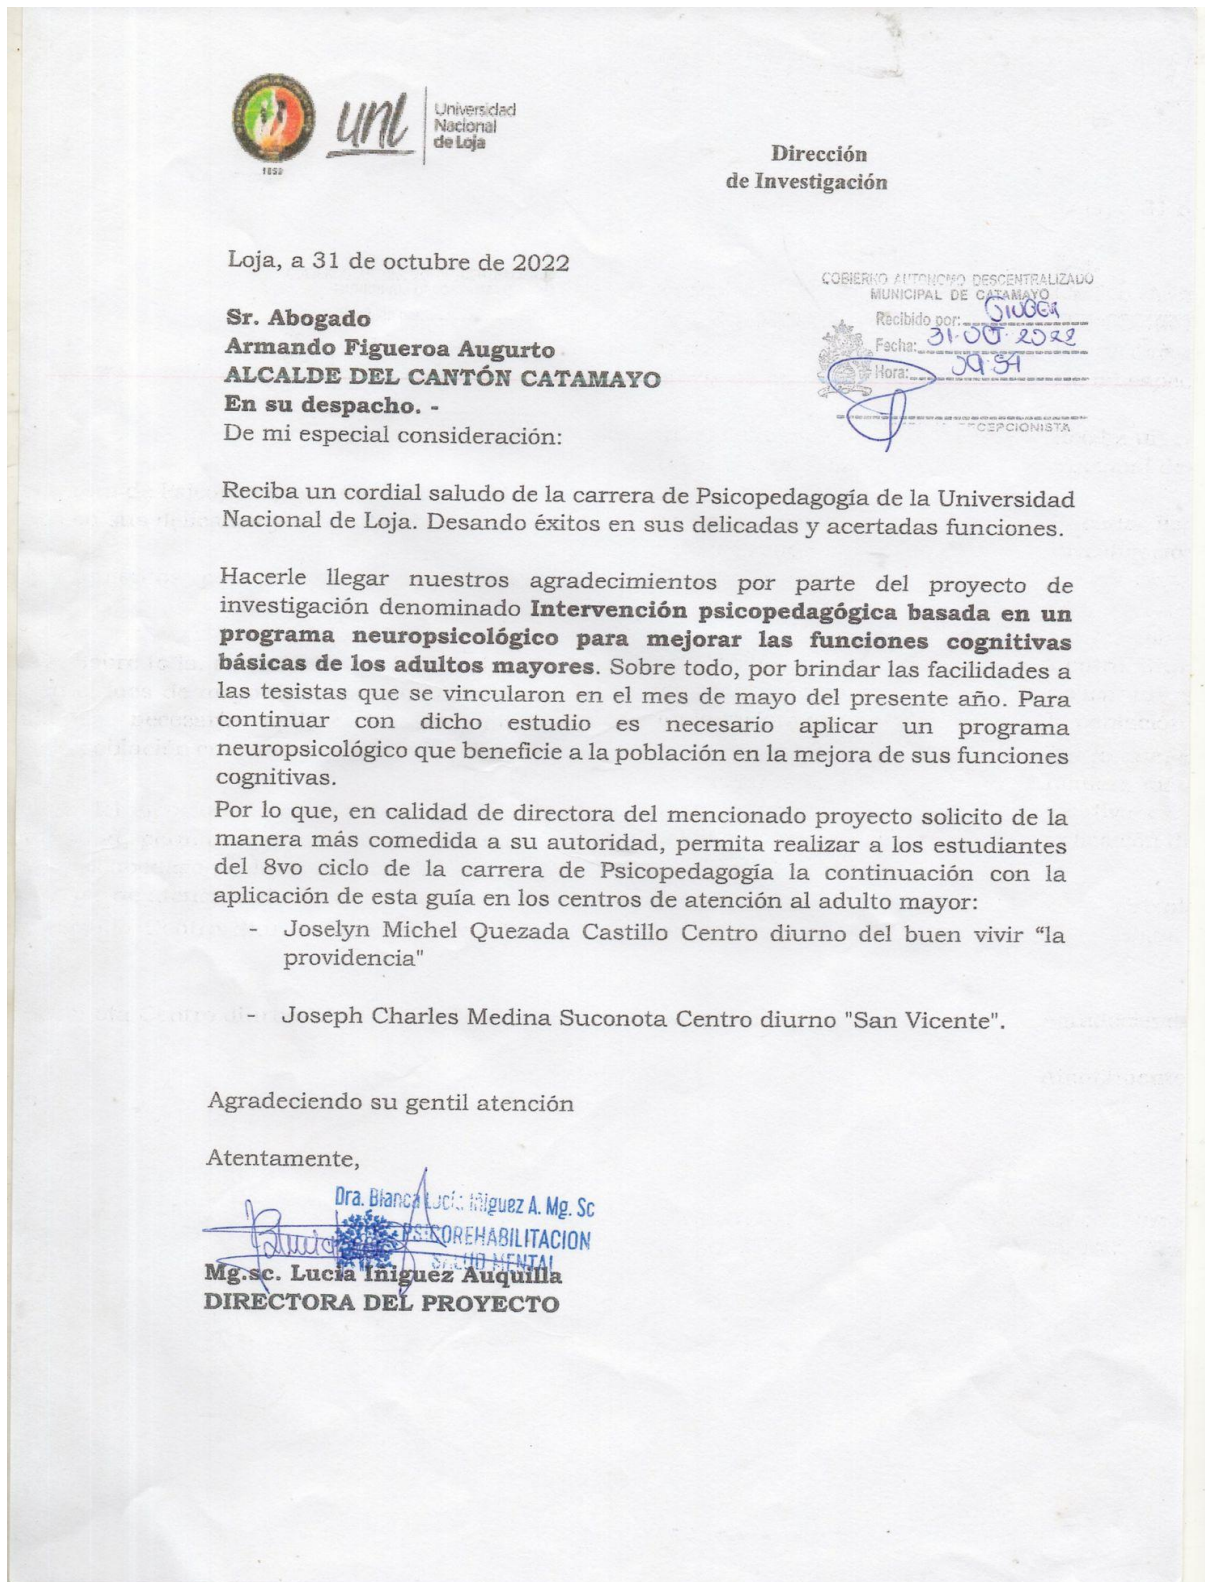 unl
Universidad
Nacional
de Loja
1859
Dirección
de Investigación
Loja, a 31 de octubre de 2022
GOBIERNO AUTONOMO DESCENTRALIZADO
MUNICIPAL DE CATAMAYO
Recibido por:
Fecha: 31-OCT-2022
Hora: 09:54
Sr. Abogado
Armando Figueroa Augurto
ALCALDE DEL CANTÓN CATAMAYO
En su despacho. -
De mi especial consideración:
Reciba un cordial saludo de la carrera de Psicopedagogía de la Universidad
Nacional de Loja. Desando éxitos en sus delicadas y acertadas funciones.
Hacerle llegar nuestros agradecimientos por parte del proyecto de
investigación denominado Intervención psicopedagógica basada en un
programa neuropsicológico para mejorar las funciones cognitivas
básicas de los adultos mayores. Sobre todo, por brindar las facilidades a
las tesistas que se vincularon en el mes de mayo del presente año. Para
continuar con dicho estudio es necesario aplicar un programa
neuropsicológico que beneficie a la población en la mejora de sus funciones
cognitivas.
Por lo que, en calidad de directora del mencionado proyecto solicito de la
manera más comedida a su autoridad, permita realizar a los estudiantes
del 8vo ciclo de la carrera de Psicopedagogía la continuación con la
aplicación de esta guía en los centros de atención al adulto mayor:
- Joselyn Michel Quezada Castillo Centro diurno del buen vivir “la
providencia"
- Joseph Charles Medina Suconota Centro diurno "San Vicente".
Agradeciendo su gentil atención
Atentamente,
Dra. Blanca Lucía Iñiguez A. Mg. Sc
PSICOREHABILITACION
SALUD MENTAL
Mg.sc. Lucía Iñiguez Auquilla
DIRECTORA DEL PROYECTO